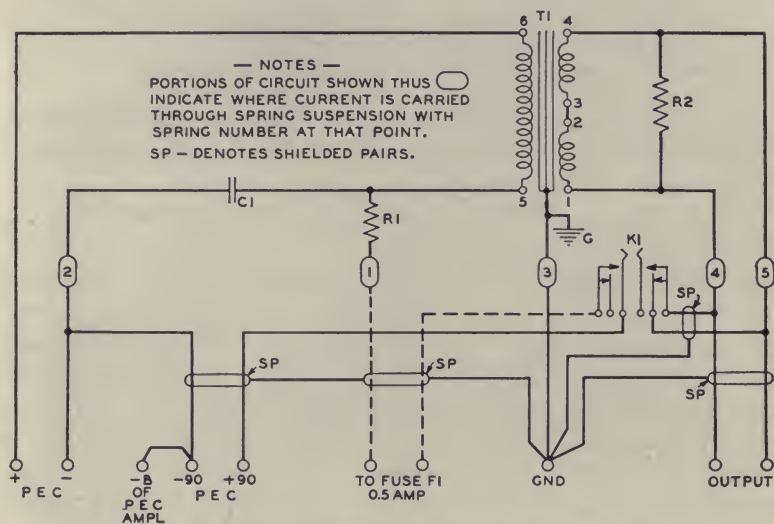 6 T1 4
— NOTES —
PORTIONS OF CIRCUIT SHOWN THUS
INDICATE WHERE CURRENT IS CARRIED
THROUGH SPRING SUSPENSION WITH
SPRING NUMBER AT THAT POINT.
SP – DENOTES SHIELDED PAIRS.
R2
3
2
C1
5
1
R1
G
K1
2
1
3
4
5
SP
SP
SP
SP
+ –
PEC
–B
OF
PEC
AMPL
–90 +90
PEC
TO FUSE F1
0.5 AMP
GND
OUTPUT